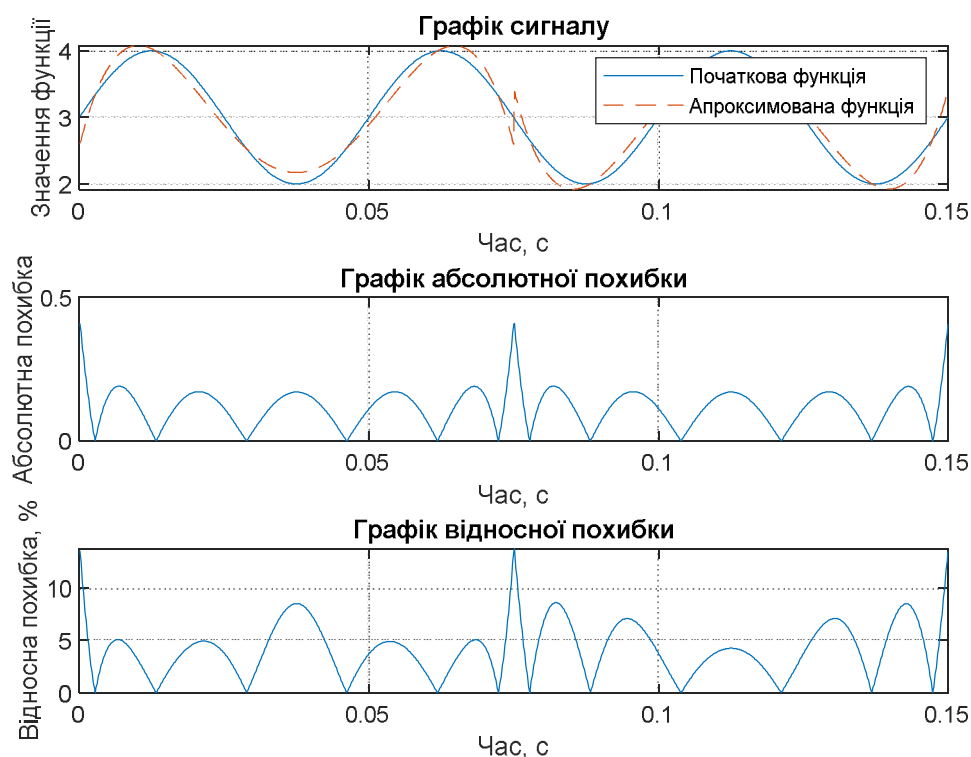 Графік сигналу
Значення функції
4
3
2
Початкова функція
Апроксимована функція
0
0.05
0.1
0.15
Час, с
Графік абсолютної похибки
Абсолютна похибка
0.5
0
0
0.05
0.1
0.15
Час, с
Графік відносної похибки
Відносна похибка, %
10
5
0
0
0.05
0.1
0.15
Час, с